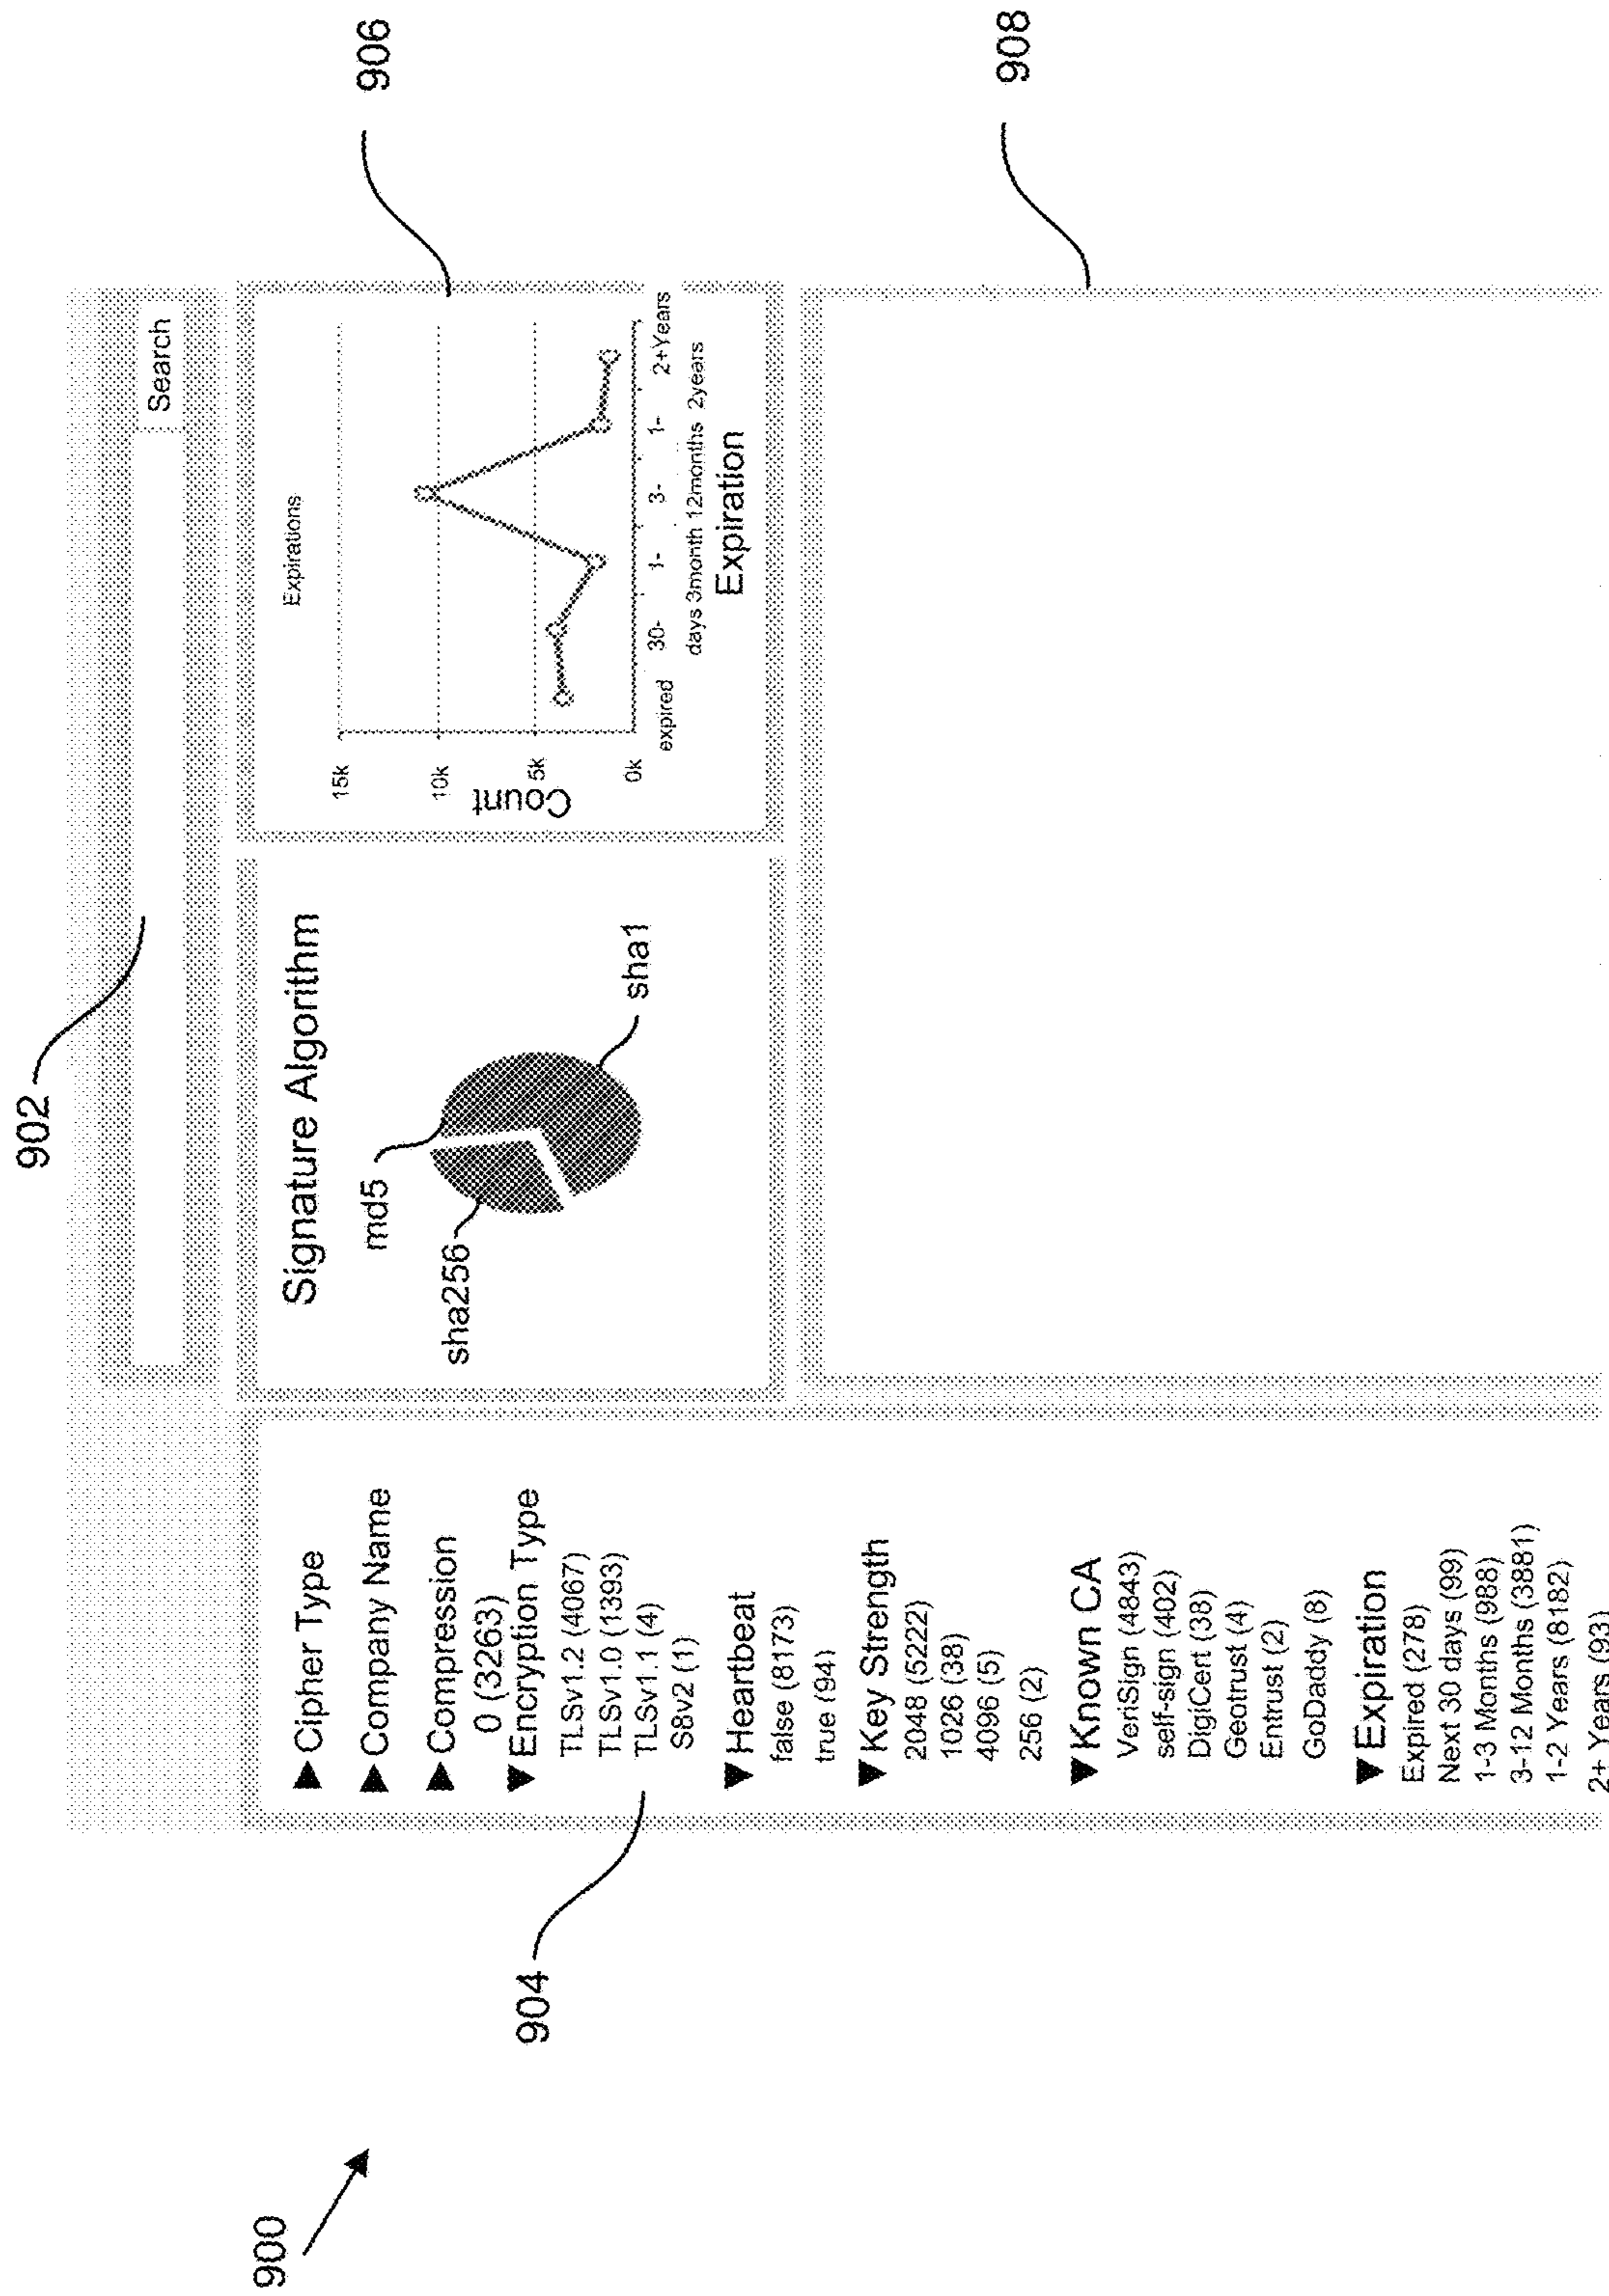 900
902
Search
904
▶ Cipher Type
▶ Company Name
▶ Compression
0 (3263)
▼ Encryption Type
TLSv1.2 (4067)
TLSv1.0 (1393)
TLSv1.1 (4)
S8v2 (1)
▼ Heartbeat
false (8173)
true (94)
▼ Key Strength
2048 (5222)
1026 (38)
4096 (5)
256 (2)
▼ Known CA
VeriSign (4843)
self-sign (402)
DigiCert (38)
Geotrust (4)
Entrust (2)
GoDaddy (8)
▼ Expiration
Expired (278)
Next 30 days (99)
1-3 Months (988)
3-12 Months (3881)
1-2 Years (8182)
2+ Years (93)
Signature Algorithm
md5
sha256
sha1
906
Expirations
15k
10k
5k
0k
Count
expired 30- 1- 3- 1- 2+Years
days 3month 12months 2years
Expiration
908